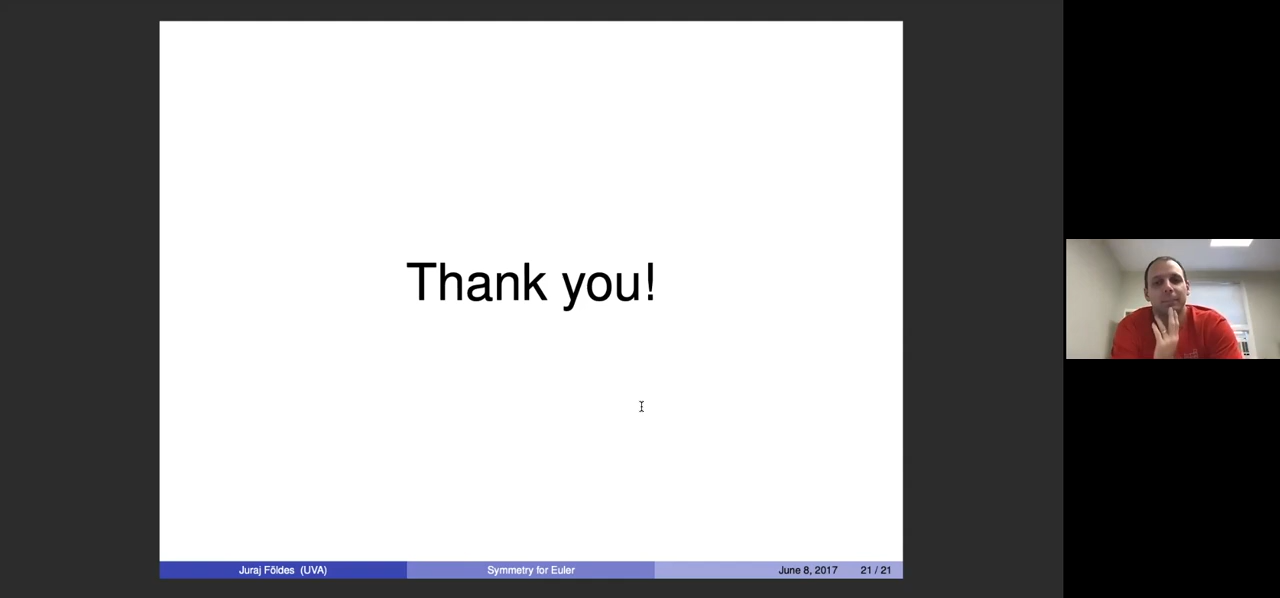 Thank you!
Juraj Földes (UVA)
Symmetry for Euler
June 8, 2017
21 / 21